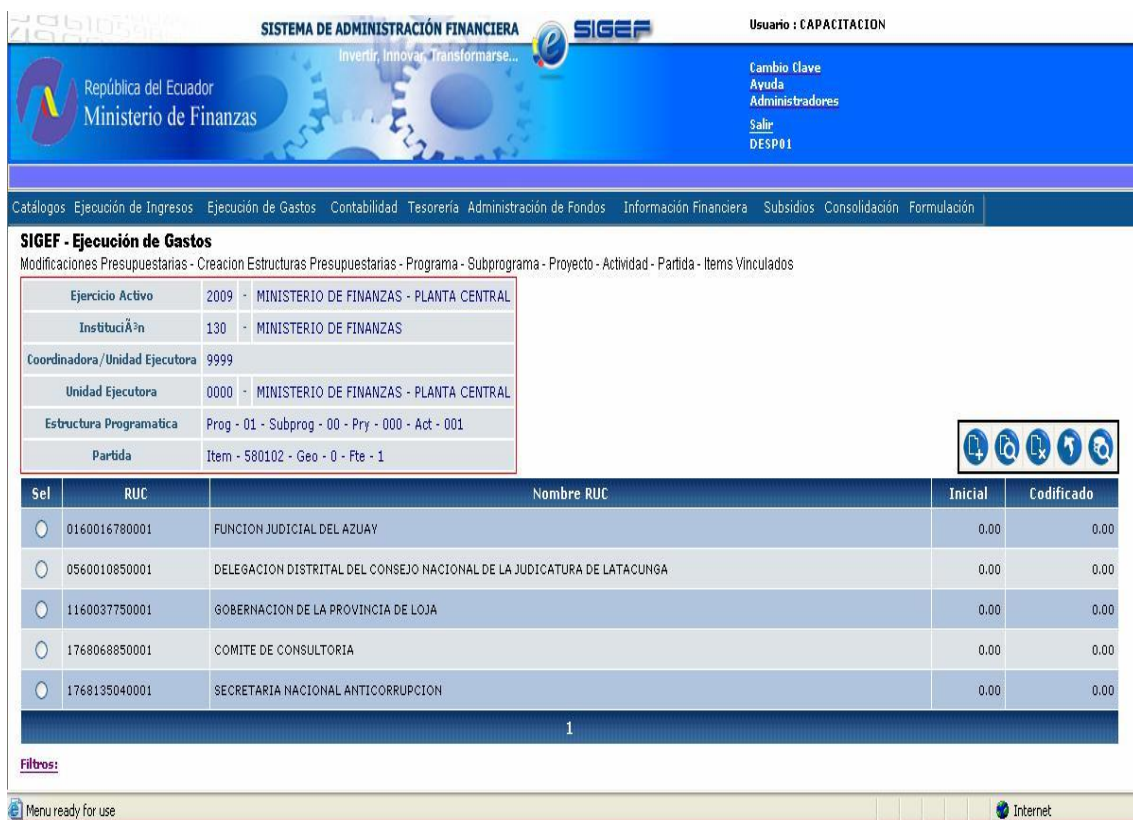 SISTEMA DE ADMINISTRACIÓN FINANCIERA
e SIGEF
Usuario : CAPACITACION
Invertir, Innovar, Transformarse...
República del Ecuador
Ministerio de Finanzas
Cambio Clave
Ayuda
Administradores
Salir
DESP01
Catálogos Ejecución de Ingresos Ejecución de Gastos Contabilidad Tesorería Administración de Fondos Información Financiera Subsidios Consolidación Formulación
SIGEF - Ejecución de Gastos
Modificaciones Presupuestarias - Creacion Estructuras Presupuestarias - Programa - Subprograma - Proyecto - Actividad - Partida - Items Vinculados
Ejercicio Activo 2009 - MINISTERIO DE FINANZAS - PLANTA CENTRAL
InstituciÃ³n 130 - MINISTERIO DE FINANZAS
Coordinadora/Unidad Ejecutora 9999
Unidad Ejecutora 0000 - MINISTERIO DE FINANZAS - PLANTA CENTRAL
Estructura Programatica Prog - 01 - Subprog - 00 - Pry - 000 - Act - 001
Partida Item - 580102 - Geo - 0 - Fte - 1
Sel RUC Nombre RUC Inicial Codificado
0160016780001 FUNCION JUDICIAL DEL AZUAY 0.00 0.00
0560010850001 DELEGACION DISTRITAL DEL CONSEJO NACIONAL DE LA JUDICATURA DE LATACUNGA 0.00 0.00
1160037750001 GOBERNACION DE LA PROVINCIA DE LOJA 0.00 0.00
1768068850001 COMITE DE CONSULTORIA 0.00 0.00
1768135040001 SECRETARIA NACIONAL ANTICORRUPCION 0.00 0.00
1
Filtros:
Menu ready for use Internet